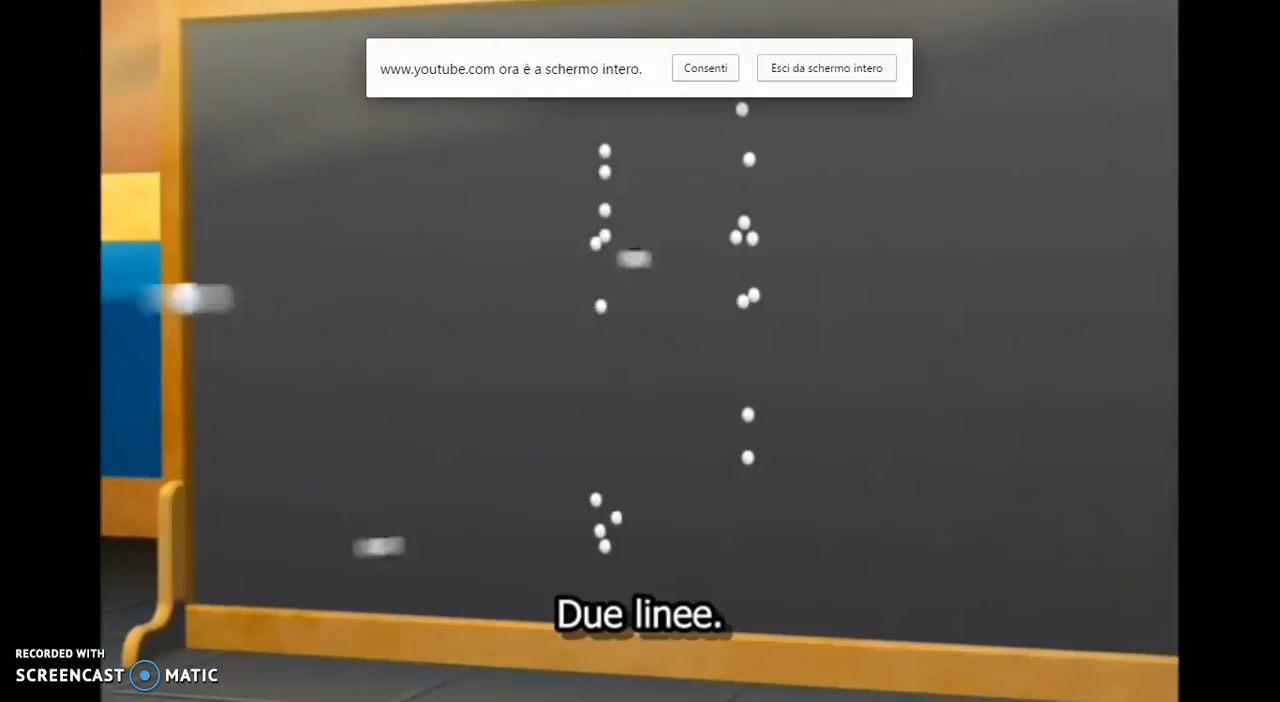 www.youtube.com ora è a schermo intero. Consenti Esci da schermo intero
Due linee.
RECORDED WITH
SCREENCAST MATIC